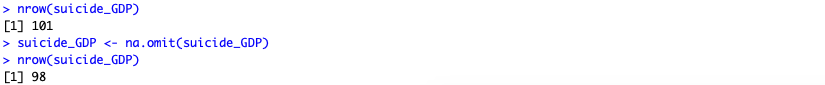 > nrow(suicide_GDP)
[1] 101
> suicide_GDP <- na.omit(suicide_GDP)
> nrow(suicide_GDP)
[1] 98